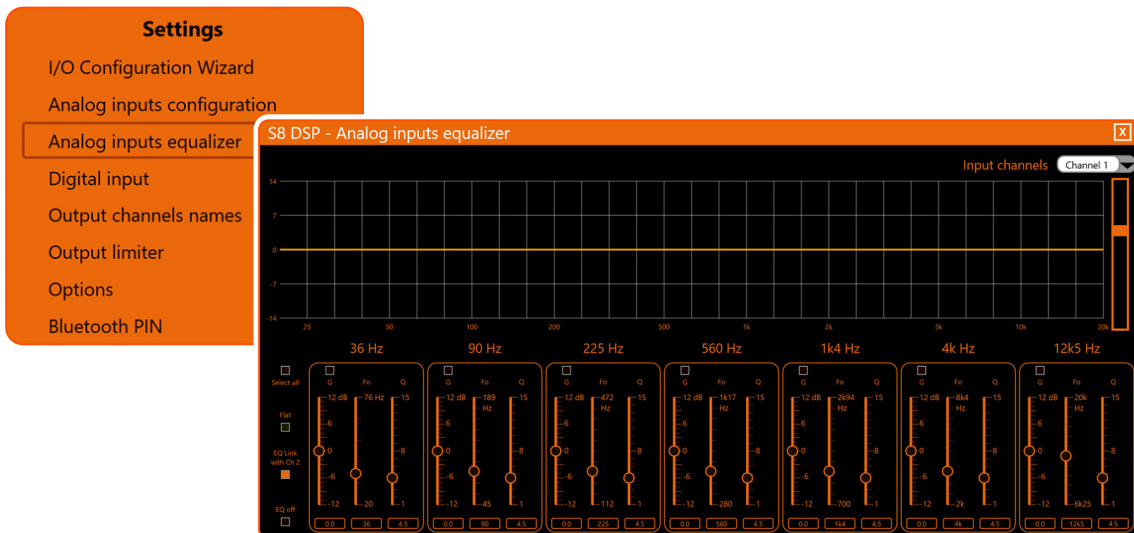 Settings
I/O Configuration Wizard
Analog inputs configuration
Analog inputs equalizer
Digital input
Output channels names
Output limiter
Options
Bluetooth PIN
S8 DSP - Analog inputs equalizer X
Input channels Channel 1
14
7
0
-7
-14
25 50 100 200 500 1k 2k 5k 10k 20k
36 Hz 90 Hz 225 Hz 560 Hz 1k4 Hz 4k Hz 12k5 Hz
Select all
Flat
EQ Link
with Ch 2
EQ off
G Fo Q
12 dB 76 Hz 15
6
0 8
-6
-12 20 1
0.0 36 4.5
G Fo Q
12 dB 189 15
Hz
6
0 8
-6
-12 45 1
0.0 90 4.5
G Fo Q
12 dB 472 15
Hz
6
0 8
-6
-12 112 1
0.0 225 4.5
G Fo Q
12 dB 1k17 15
Hz
6
0 8
-6
-12 280 1
0.0 560 4.5
G Fo Q
12 dB 2k94 15
Hz
6
0 8
-6
-12 700 1
0.0 1k4 4.5
G Fo Q
12 dB 8k4 15
Hz
6
0 8
-6
-12 2k 1
0.0 4k 4.5
G Fo Q
12 dB 20k 15
Hz
6
0 8
-6
-12 6k25 1
0.0 12k5 4.5